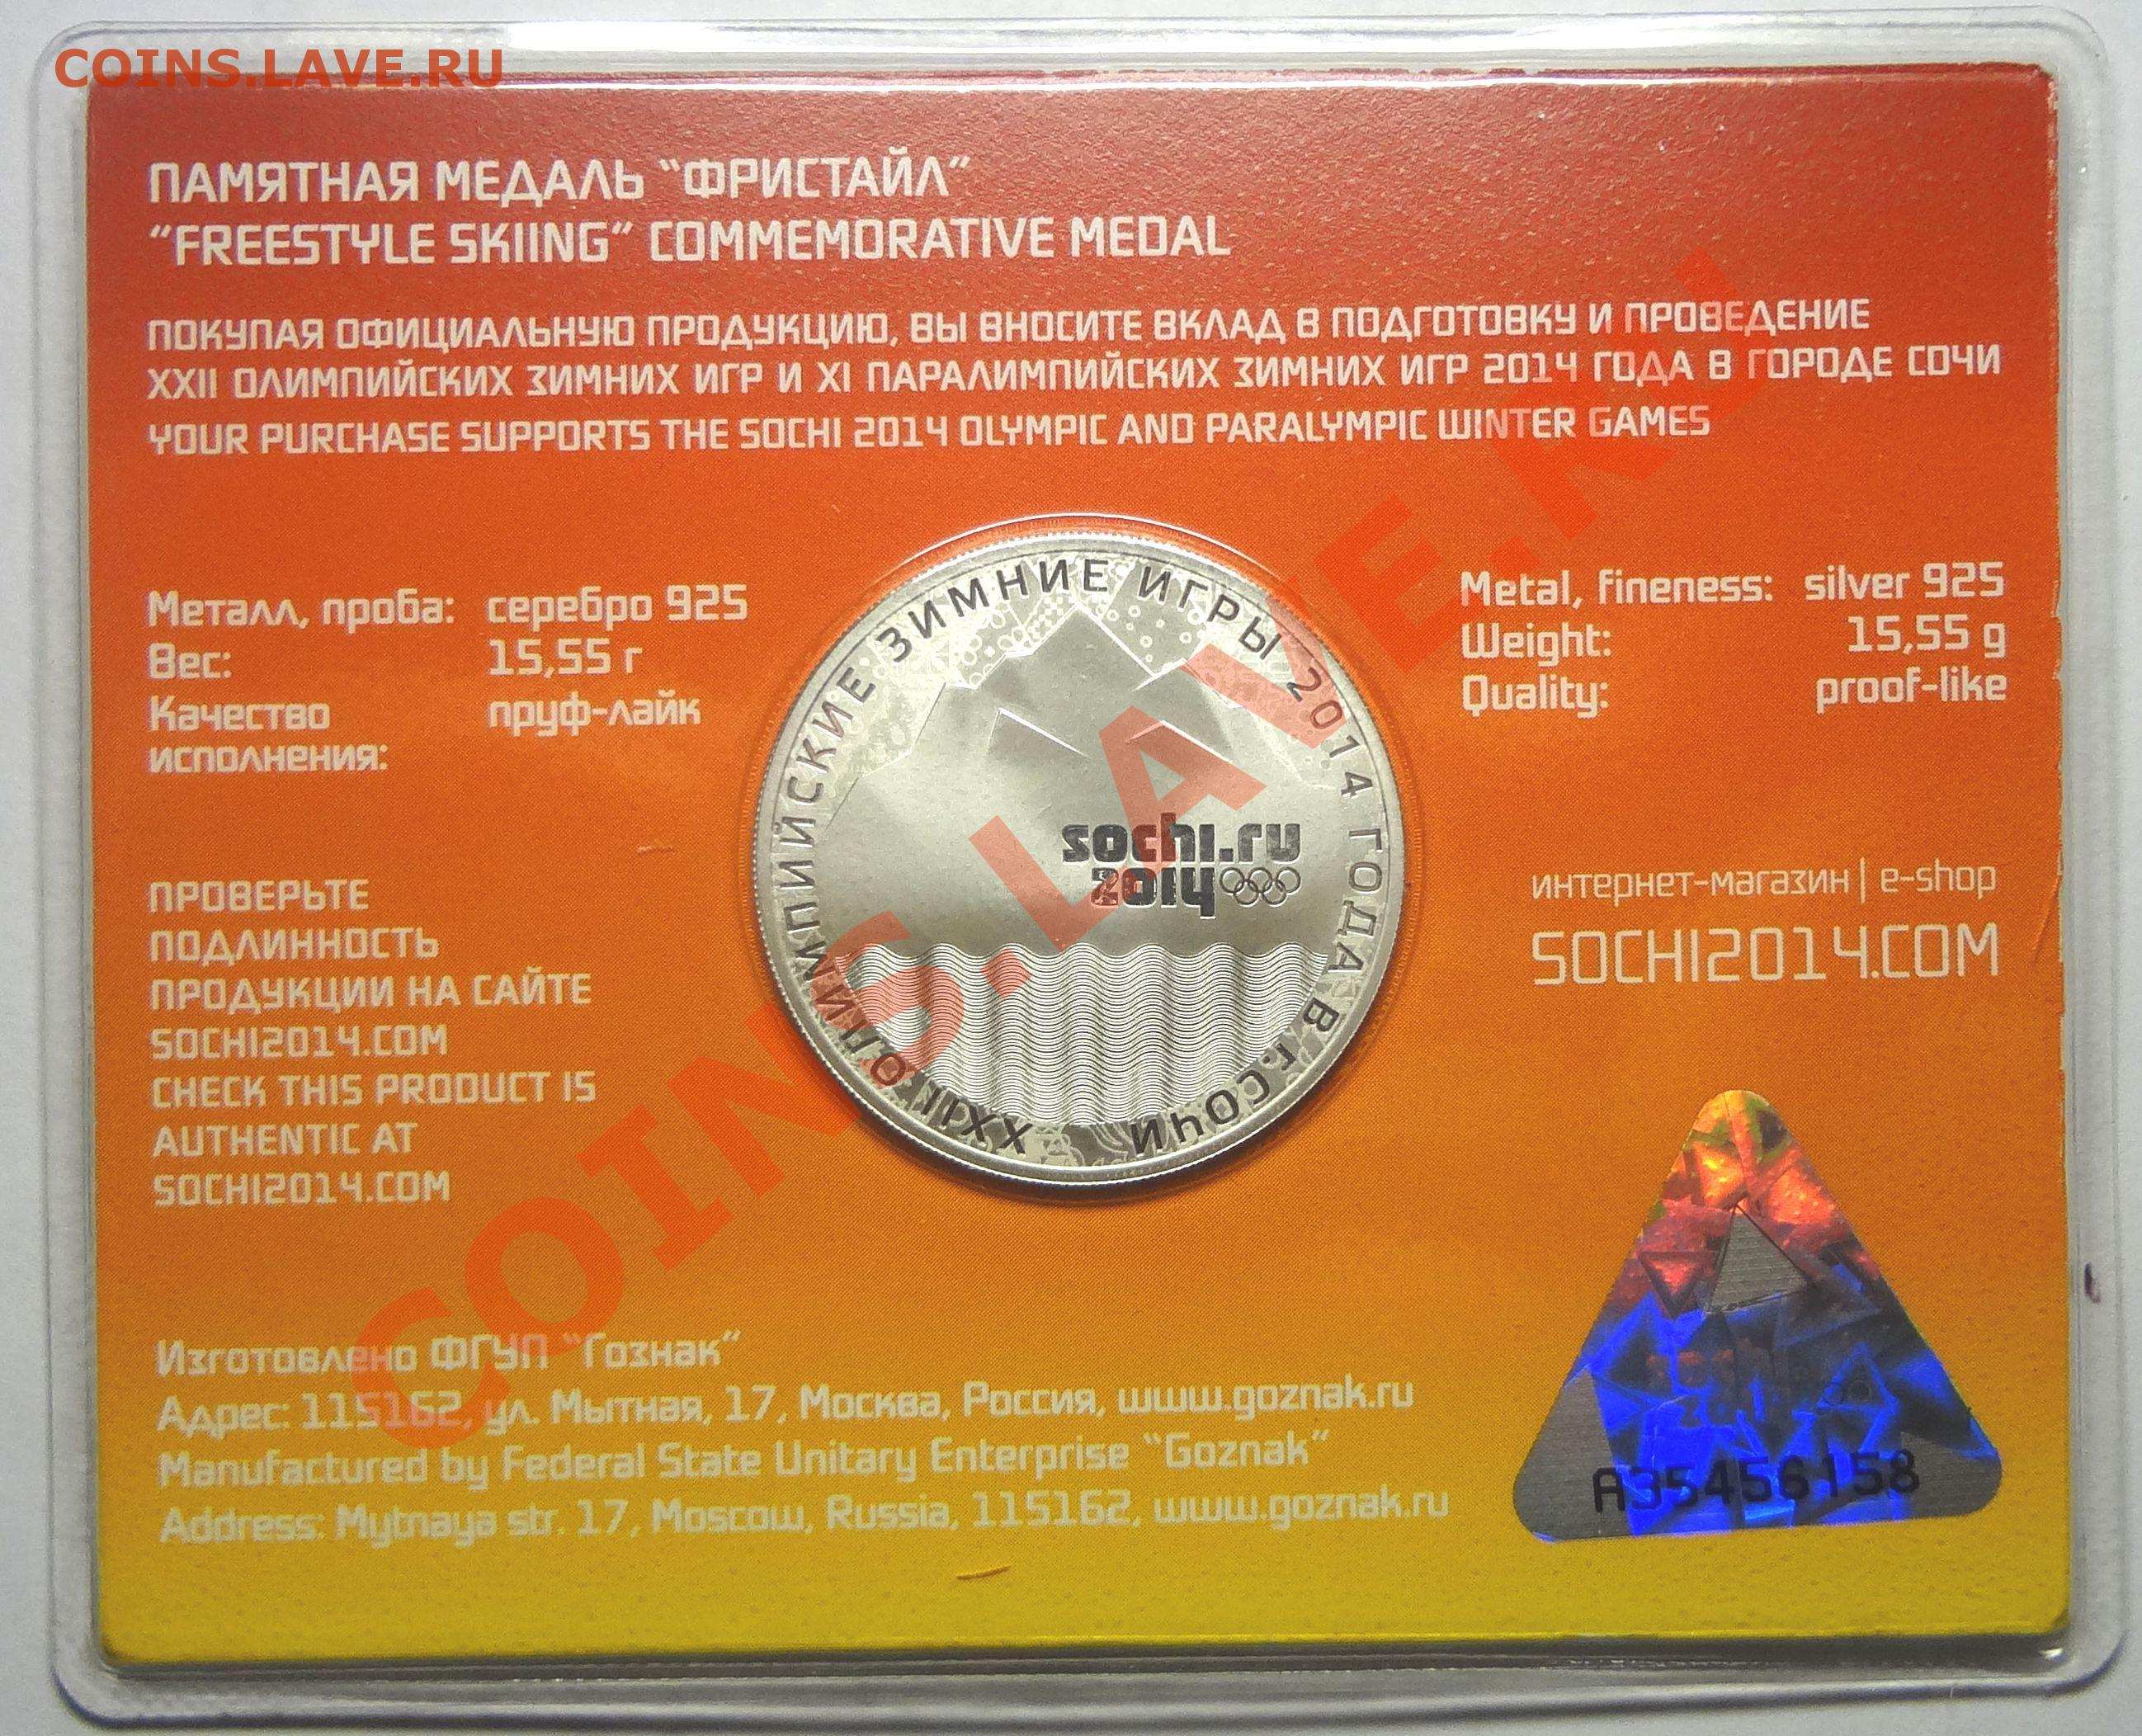 COINS.LAVE.RU
ПАМЯТНАЯ МЕДАЛЬ "ФРИСТАЙЛ"
"FREESTYLE SKIING" COMMEMORATIVE MEDAL
ПОКУПАЯ ОФИЦИАЛЬНУЮ ПРОДУКЦИЮ, ВЫ ВНОСИТЕ ВКЛАД В ПОДГОТОВКУ И ПРОВЕДЕНИЕ
XXII ОЛИМПИЙСКИХ ЗИМНИХ ИГР И XI ПАРАЛИМПИЙСКИХ ЗИМНИХ ИГР 2014 ГОДА В ГОРОДЕ СОЧИ
YOUR PURCHASE SUPPORTS THE SOCHI 2014 OLYMPIC AND PARALYMPIC WINTER GAMES
Металл, проба: серебро 925
Вес: 15,55 г
Качество пруф-лайк
исполнения:
XXII ОЛИМПИЙСКИЕ ЗИМНИЕ ИГРЫ 2014 ГОДА В Г.СОЧИ
sochi.ru
2014
Metal, fineness: silver 925
Weight: 15,55 g
Quality: proof-like
ПРОВЕРЬТЕ
ПОДЛИННОСТЬ
ПРОДУКЦИИ НА САЙТЕ
SOCHI2014.COM
CHECK THIS PRODUCT IS
AUTHENTIC AT
SOCHI2014.COM
интернет-магазин | e-shop
SOCHI2014.COM
Изготовлено ФГУП "Гознак"
Адрес: 115162, ул. Мытная, 17, Москва, Россия, www.goznak.ru
Manufactured by Federal State Unitary Enterprise "Goznak"
Address: Mytnaya str. 17, Moscow, Russia, 115162, www.goznak.ru
A35456158
COINS.LAVE.RU